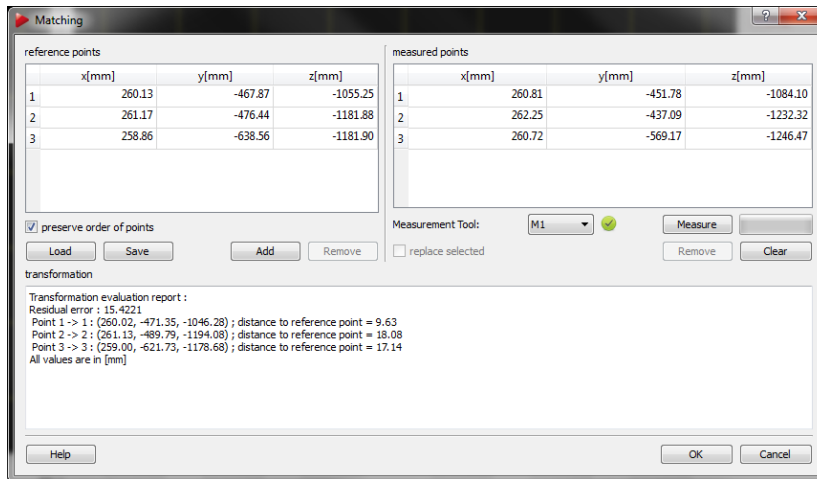 Matching
reference points
x[mm] y[mm] z[mm]
1 260.13 -467.87 -1055.25
2 261.17 -476.44 -1181.88
3 258.86 -638.56 -1181.90
preserve order of points
Load Save Add Remove
measured points
x[mm] y[mm] z[mm]
1 260.81 -451.78 -1084.10
2 262.25 -437.09 -1232.32
3 260.72 -569.17 -1246.47
Measurement Tool: M1 Measure
replace selected Remove Clear
transformation
Transformation evaluation report :
Residual error : 15.4221
Point 1 -> 1 : (260.02, -471.35, -1046.28) ; distance to reference point = 9.63
Point 2 -> 2 : (261.13, -489.79, -1194.08) ; distance to reference point = 18.08
Point 3 -> 3 : (259.00, -621.73, -1178.68) ; distance to reference point = 17.14
All values are in [mm]
Help OK Cancel